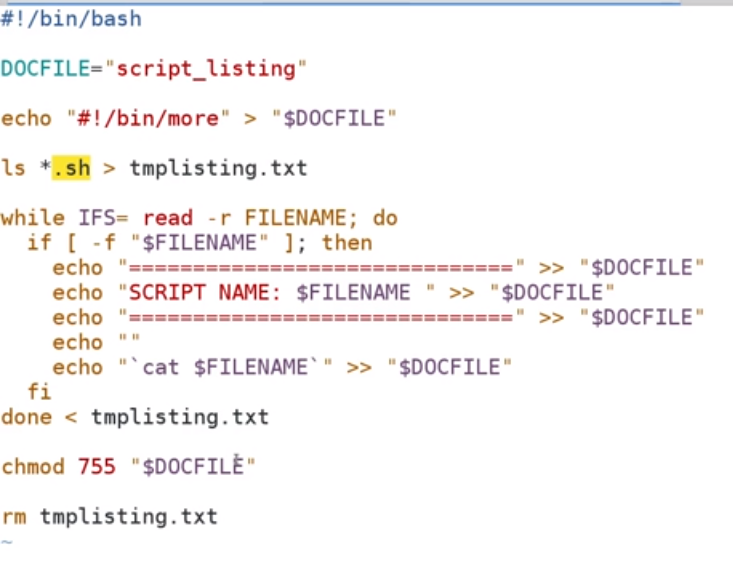 #!/bin/bash

DOCFILE="script_listing"

echo "#!/bin/more" > "$DOCFILE"

ls *.sh > tmplisting.txt

while IFS= read -r FILENAME; do
  if [ -f "$FILENAME" ]; then
    echo "==============================" >> "$DOCFILE"
    echo "SCRIPT NAME: $FILENAME " >> "$DOCFILE"
    echo "==============================" >> "$DOCFILE"
    echo ""
    echo "`cat $FILENAME`" >> "$DOCFILE"
  fi
done < tmplisting.txt

chmod 755 "$DOCFILE"

rm tmplisting.txt
~